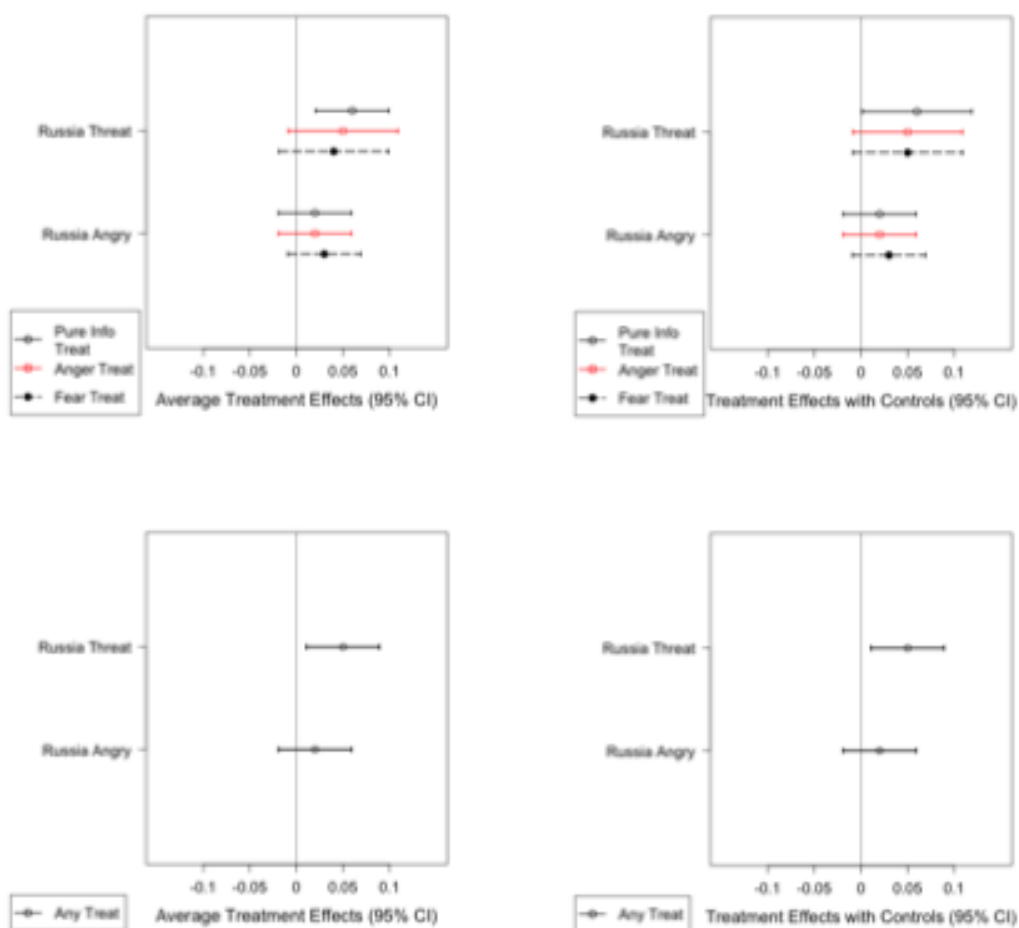 Russia Threat
Russia Angry
Pure Info
Treat
Anger Treat
Fear Treat
-0.1 -0.05 0 0.05 0.1
Average Treatment Effects (95% CI)
Russia Threat
Russia Angry
Pure Info
Treat
Anger Treat
Fear Treat
-0.1 -0.05 0 0.05 0.1
Treatment Effects with Controls (95% CI)
Russia Threat
Russia Angry
Any Treat
-0.1 -0.05 0 0.05 0.1
Average Treatment Effects (95% CI)
Russia Threat
Russia Angry
Any Treat
-0.1 -0.05 0 0.05 0.1
Treatment Effects with Controls (95% CI)